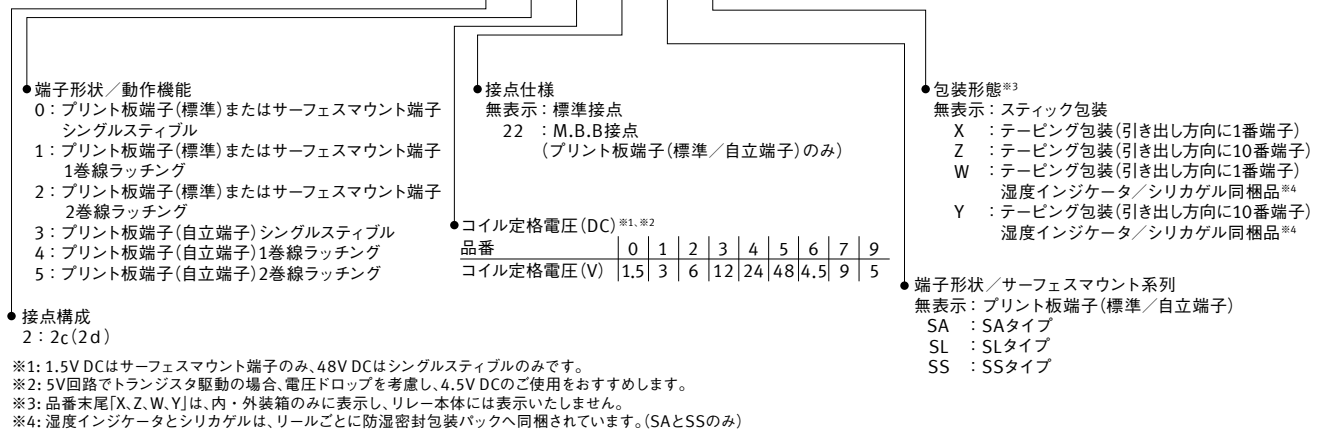 ●端子形状／動作機能
0：プリント板端子(標準)またはサーフェスマウント端子
シングルスティブル
1：プリント板端子(標準)またはサーフェスマウント端子
1巻線ラッチング
2：プリント板端子(標準)またはサーフェスマウント端子
2巻線ラッチング
3：プリント板端子(自立端子)シングルスティブル
4：プリント板端子(自立端子)1巻線ラッチング
5：プリント板端子(自立端子)2巻線ラッチング
●接点構成
2：2c(2d)
●接点仕様
無表示：標準接点
22 ：M.B.B接点
(プリント板端子(標準／自立端子)のみ)
●コイル定格電圧(DC)※1、※2
品番 0 1 2 3 4 5 6 7 9
コイル定格電圧(V) 1.5 3 6 12 24 48 4.5 9 5
●包装形態※3
無表示：スティック包装
X ：テーピング包装(引き出し方向に1番端子)
Z ：テーピング包装(引き出し方向に10番端子)
W ：テーピング包装(引き出し方向に1番端子)
湿度インジケータ／シリカゲル同梱品※4
Y ：テーピング包装(引き出し方向に10番端子)
湿度インジケータ／シリカゲル同梱品※4
●端子形状／サーフェスマウント系列
無表示：プリント板端子(標準／自立端子)
SA ：SAタイプ
SL ：SLタイプ
SS ：SSタイプ
※1: 1.5V DCはサーフェスマウント端子のみ、48V DCはシングルスティブルのみです。
※2: 5V回路でトランジスタ駆動の場合、電圧ドロップを考慮し、4.5V DCのご使用をおすすめします。
※3: 品番末尾「X、Z、W、Y」は、内・外装箱のみに表示し、リレー本体には表示いたしません。
※4: 湿度インジケータとシリカゲルは、リールごとに防湿密封包装パックへ同梱されています。(SAとSSのみ)